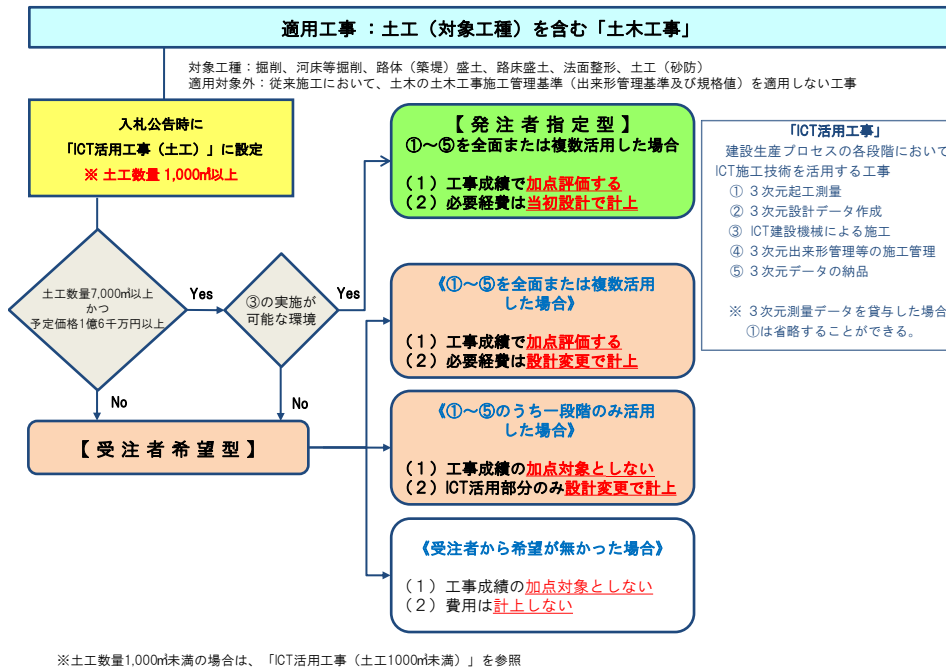 適用工事 ：土工（対象工種）を含む「土木工事」
対象工種：掘削、河床等掘削、路体（築堤）盛土、路床盛土、法面整形、土工（砂防）
適用対象外：従来施工において、土木の土木工事施工管理基準（出来形管理基準及び規格値）を適用しない工事
入札公告時に
「ICT活用工事（土工）」に設定
※ 土工数量 1,000㎥以上
土工数量7,000㎥以上
かつ
予定価格1億6千万円以上
Yes
No
③の実施が
可能な環境
Yes
No
【 受 注 者 希 望 型 】
【 発 注 者 指 定 型 】
①～⑤を全面または複数活用した場合
（１）工事成績で加点評価する
（２）必要経費は当初設計で計上
《①～⑤を全面または複数活用
した場合》
（１）工事成績で加点評価する
（２）必要経費は設計変更で計上
《①～⑤のうち一段階のみ活用
した場合》
（１）工事成績の加点対象としない
（２）ICT活用部分のみ設計変更で計上
《受注者から希望が無かった場合》
（１）工事成績の加点対象としない
（２）費用は計上しない
「ICT活用工事」
建設生産プロセスの各段階において
ICT施工技術を活用する工事
① ３次元起工測量
② ３次元設計データ作成
③ ICT建設機械による施工
④ ３次元出来形管理等の施工管理
⑤ ３次元データの納品
※ ３次元測量データを貸与した場合
①は省略することができる。
※土工数量1,000㎥未満の場合は、「ICT活用工事（土工1000㎥未満）」を参照